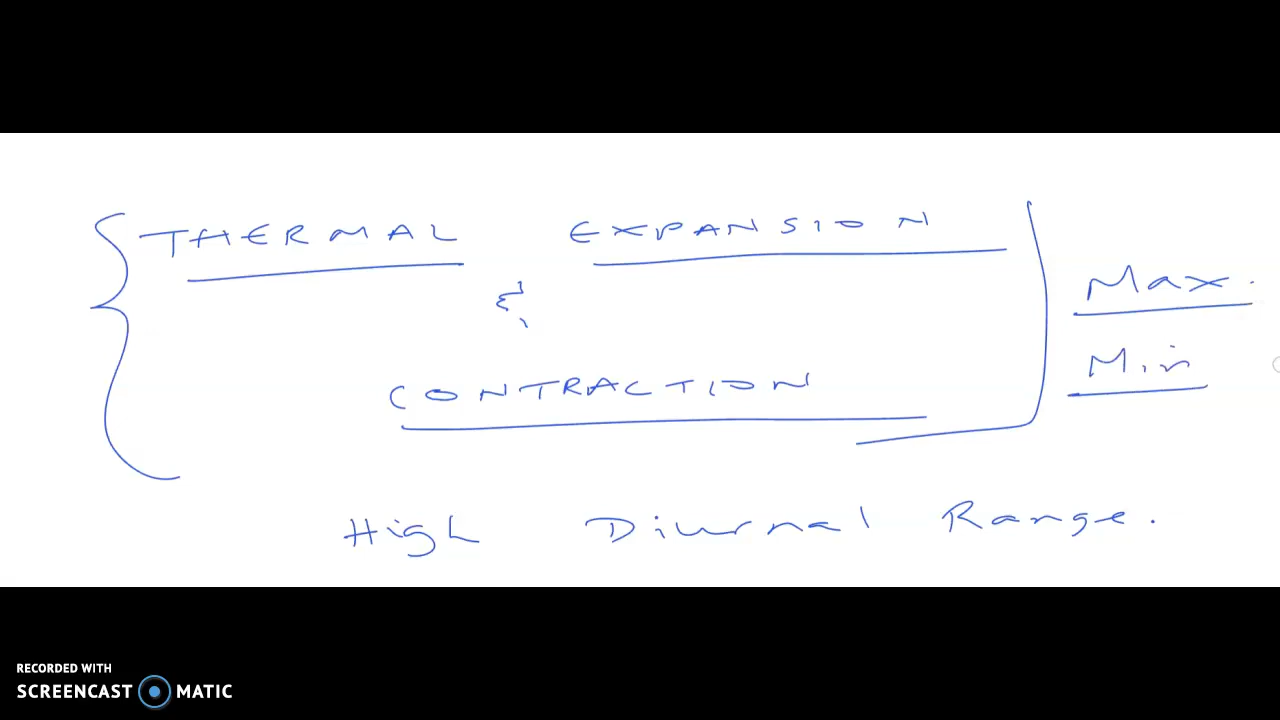 THERMAL EXPANSION
&
CONTRACTION
Max.
Min
High Diurnal Range.
RECORDED WITH
SCREENCAST MATIC